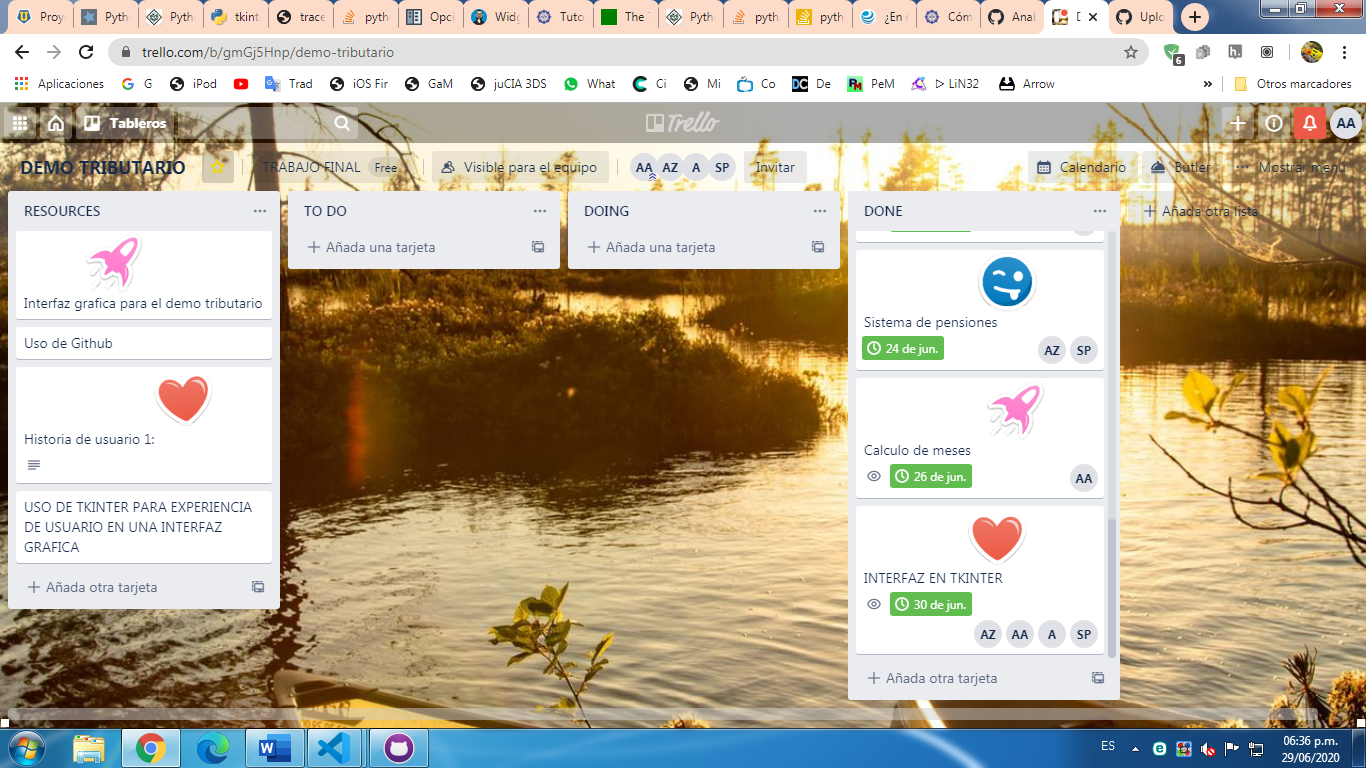 Proy
Pyth
Pyth
tkint
trace
pyth
Opci
Widg
Tuto
The
Pyth
pyth
pyth
¿En
Cóm
Anal
Uplo
trello.com/b/gmGj5Hnp/demo-tributario
6
Aplicaciones
G
iPod
Trad
iOS Fir
GaM
juCIA 3DS
What
Ci
Mi
Co
De
PeM
ᐅ LiN32
Arrow
»
Otros marcadores
Tableros
Trello
AA
DEMO TRIBUTARIO
TRABAJO FINAL Free
Visible para el equipo
AA AZ A SP
Invitar
Calendario
Butler
Mostrar menú
RESOURCES
Interfaz grafica para el demo tributario
Uso de Github
Historia de usuario 1:
USO DE TKINTER PARA EXPERIENCIA
DE USUARIO EN UNA INTERFAZ
GRAFICA
Añada otra tarjeta
TO DO
Añada una tarjeta
DOING
Añada una tarjeta
DONE
Sistema de pensiones
24 de jun.
AZ SP
Calculo de meses
26 de jun.
AA
INTERFAZ EN TKINTER
30 de jun.
AZ AA A SP
Añada otra tarjeta
Añada otra lista
ES
06:36 p.m.
29/06/2020